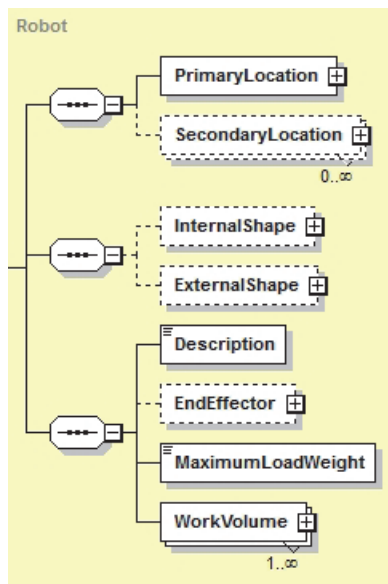 Robot
PrimaryLocation
SecondaryLocation
0..∞
InternalShape
ExternalShape
Description
EndEffector
MaximumLoadWeight
WorkVolume
1..∞